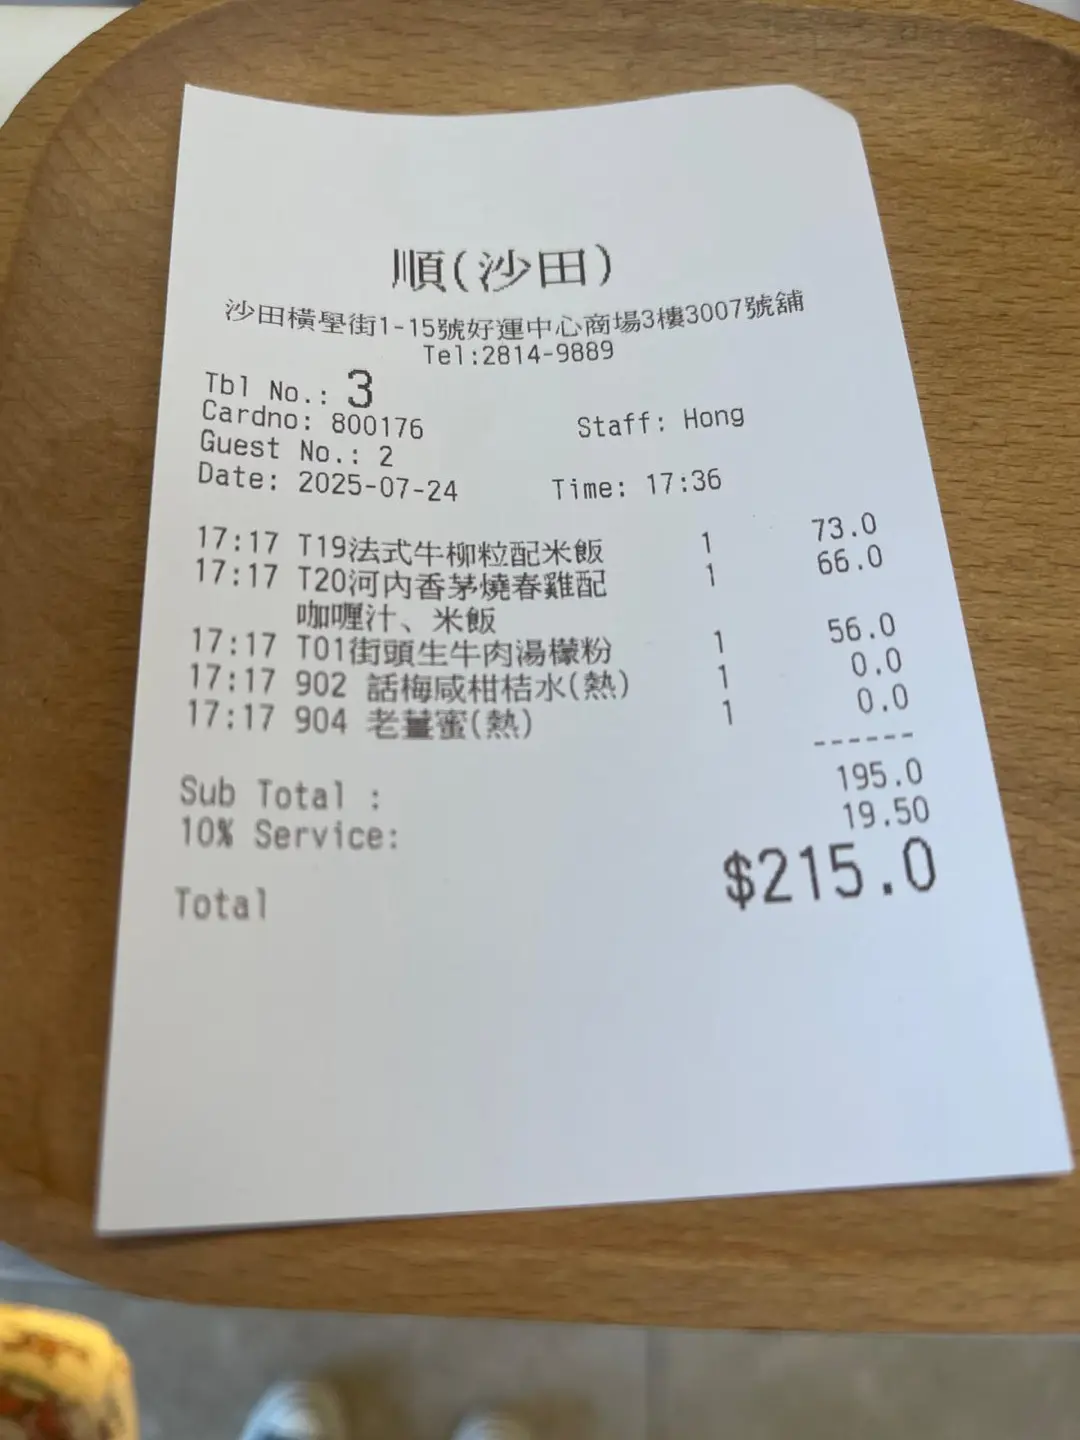 順(沙田)
沙田橫壆街1-15號好運中心商場3樓3007號舖
Tel:2814-9889
Tbl No.: 3
Cardno: 800176 Staff: Hong
Guest No.: 2
Date: 2025-07-24 Time: 17:36
17:17 T19法式牛柳粒配米飯 1 73.0
17:17 T20河內香茅燒春雞配 1 66.0
咖喱汁、米飯
17:17 T01街頭生牛肉湯檬粉 1 56.0
17:17 902 話梅咸柑桔水(熱) 1 0.0
17:17 904 老薑蜜(熱) 1 0.0
------
Sub Total : 195.0
10% Service: 19.50
Total $215.0